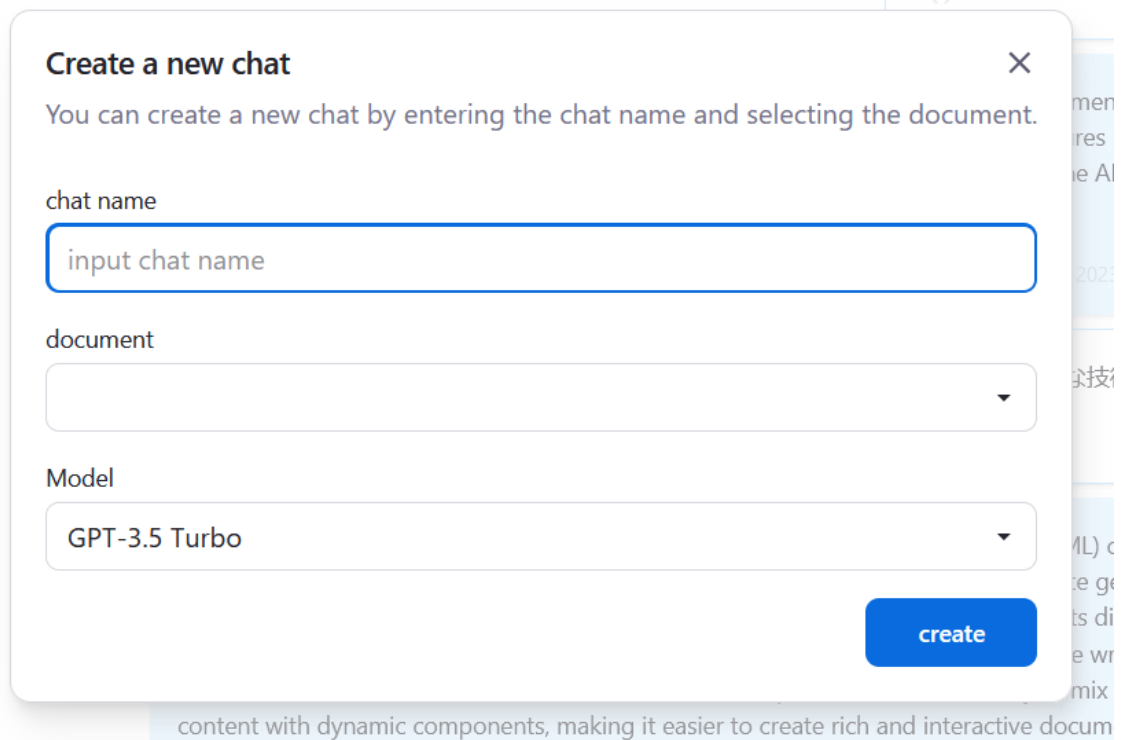 Create a new chat
You can create a new chat by entering the chat name and selecting the document.
chat name
input chat name
document
Model
GPT-3.5 Turbo
create
2023
content with dynamic components, making it easier to create rich and interactive docum
mix